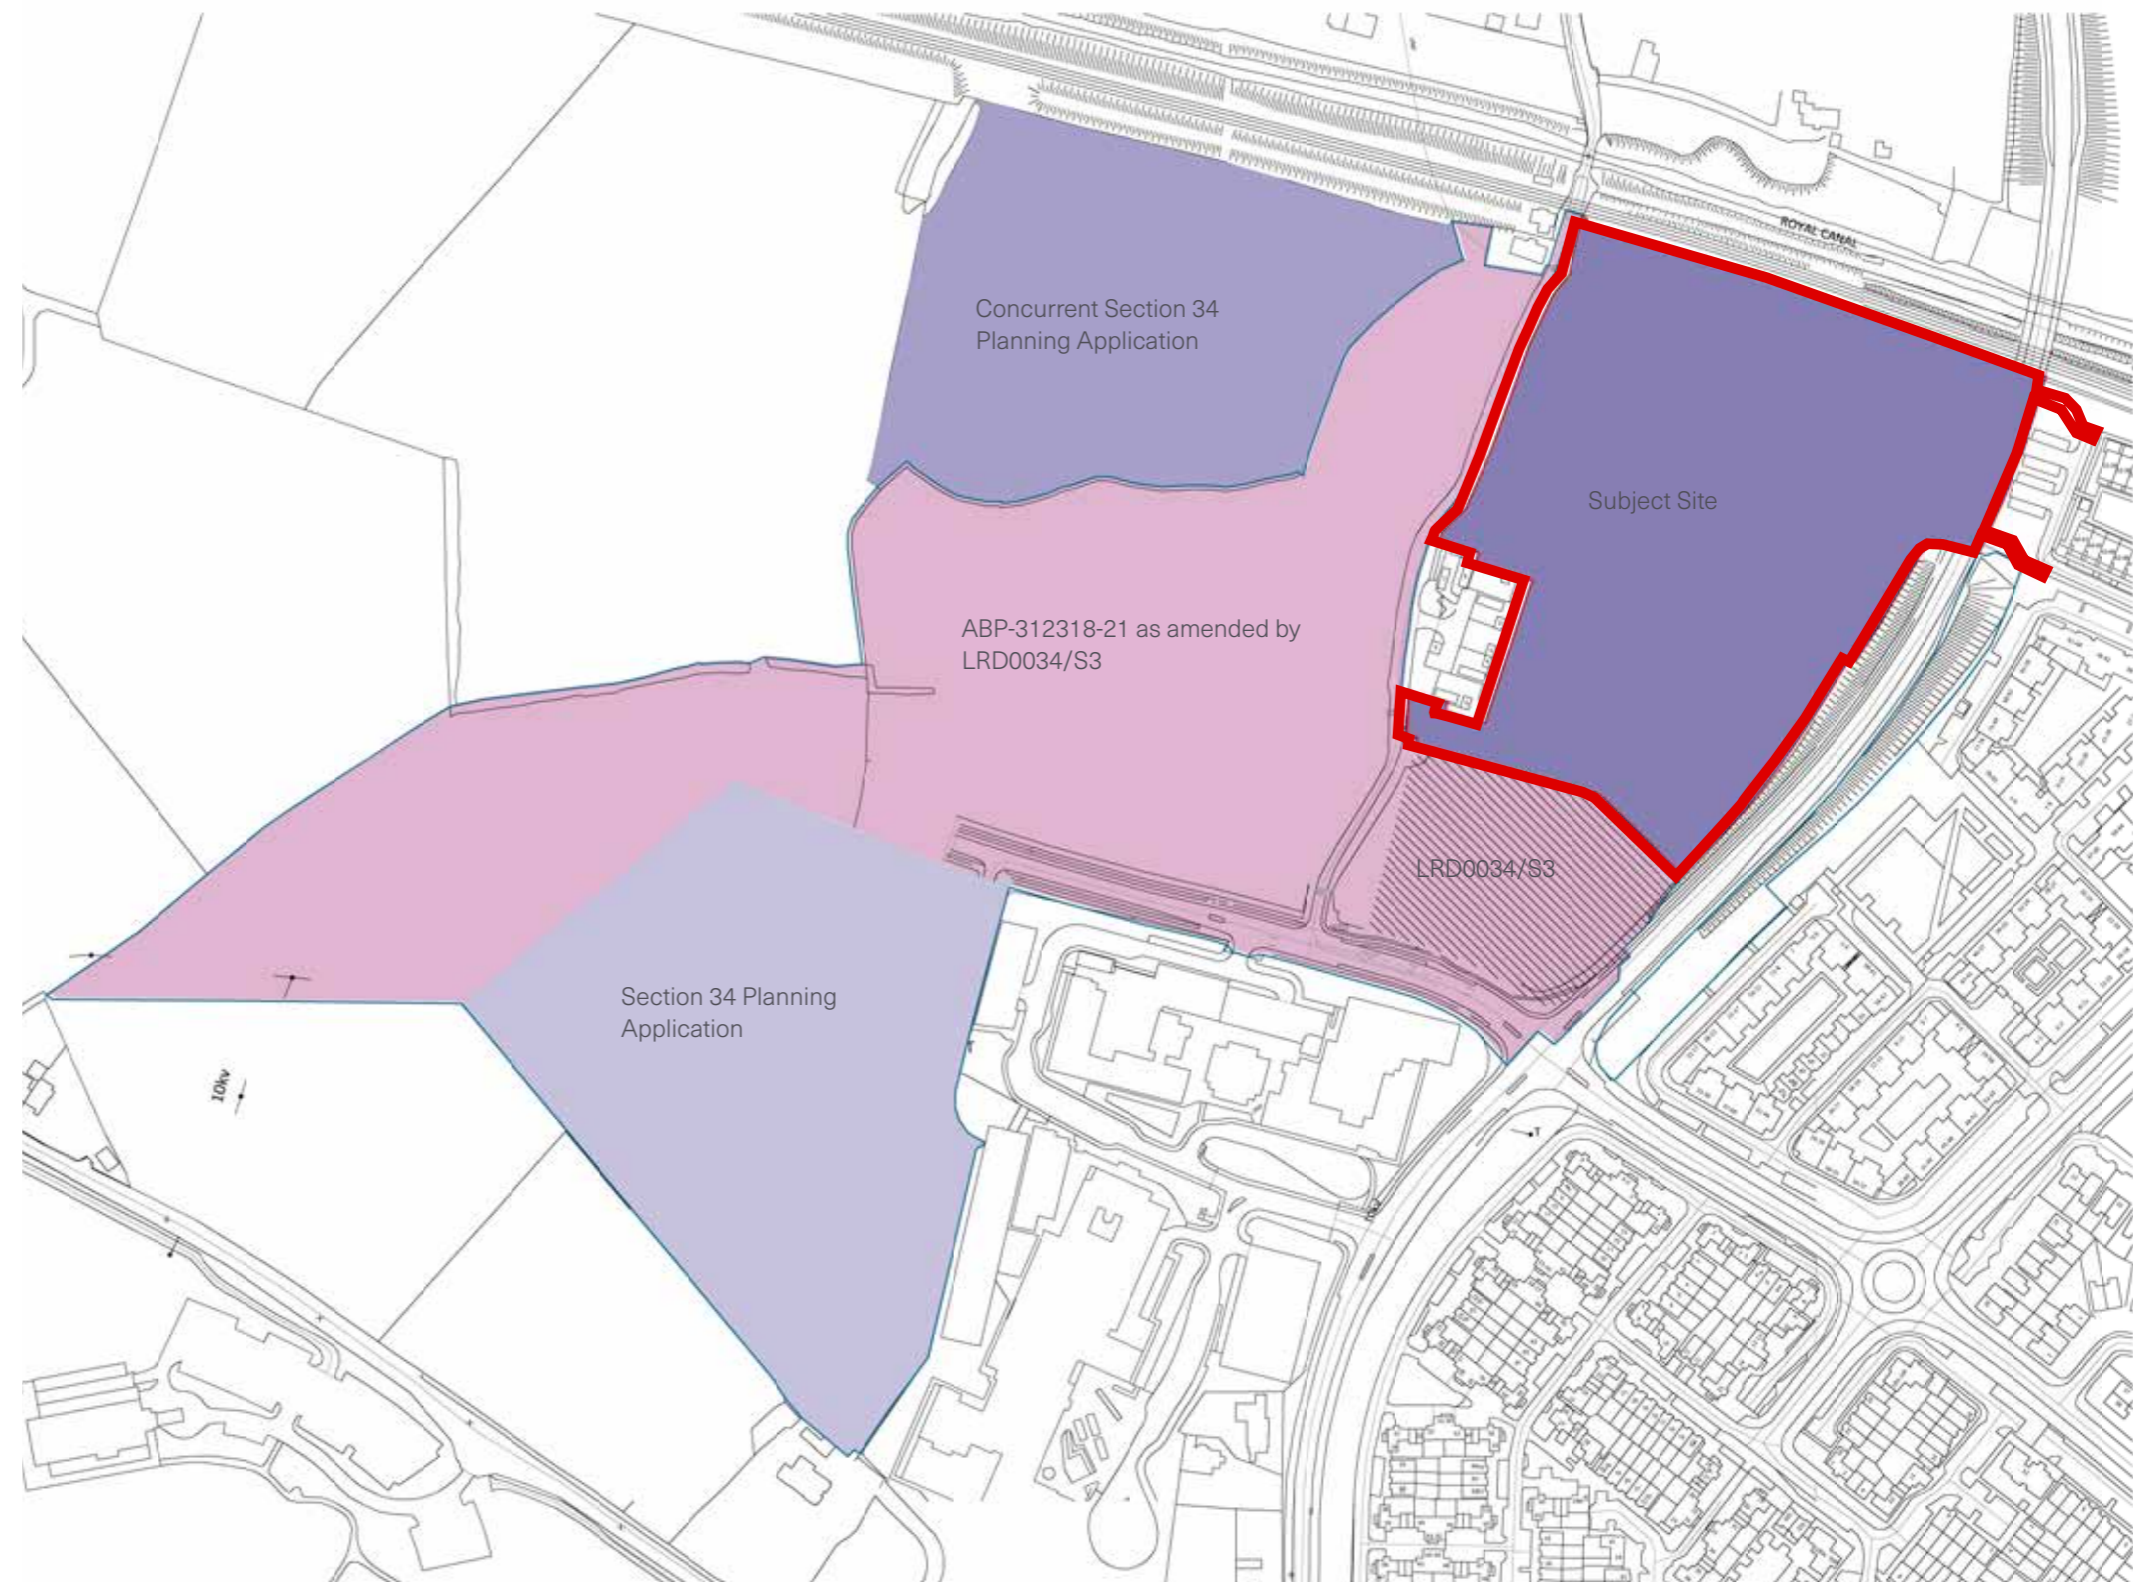 ROYAL CANAL
Concurrent Section 34
Planning Application
Subject Site
ABP-312318-21 as amended by
LRD0034/S3
LRD0034/S3
Section 34 Planning
Application
10kv
T